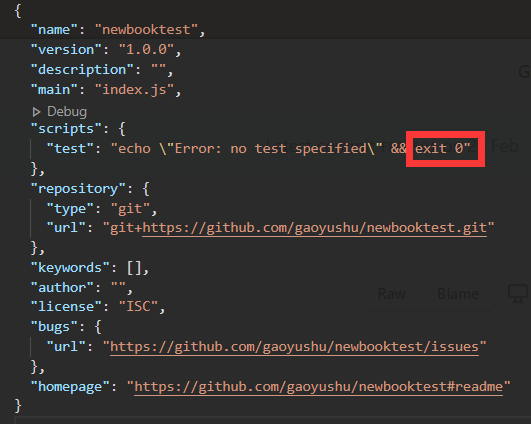 {
"name": "newbooktest",
"version": "1.0.0",
"description": "",
"main": "index.js",
Debug
"scripts": {
"test": "echo \"Error: no test specified\" && exit 0"
},
"repository": {
"type": "git",
"url": "git+https://github.com/gaoyushu/newbooktest.git"
},
"keywords": [],
"author": "",
"license": "ISC",
"bugs": {
"url": "https://github.com/gaoyushu/newbooktest/issues"
},
"homepage": "https://github.com/gaoyushu/newbooktest#readme"
}
Feb
Raw Blame